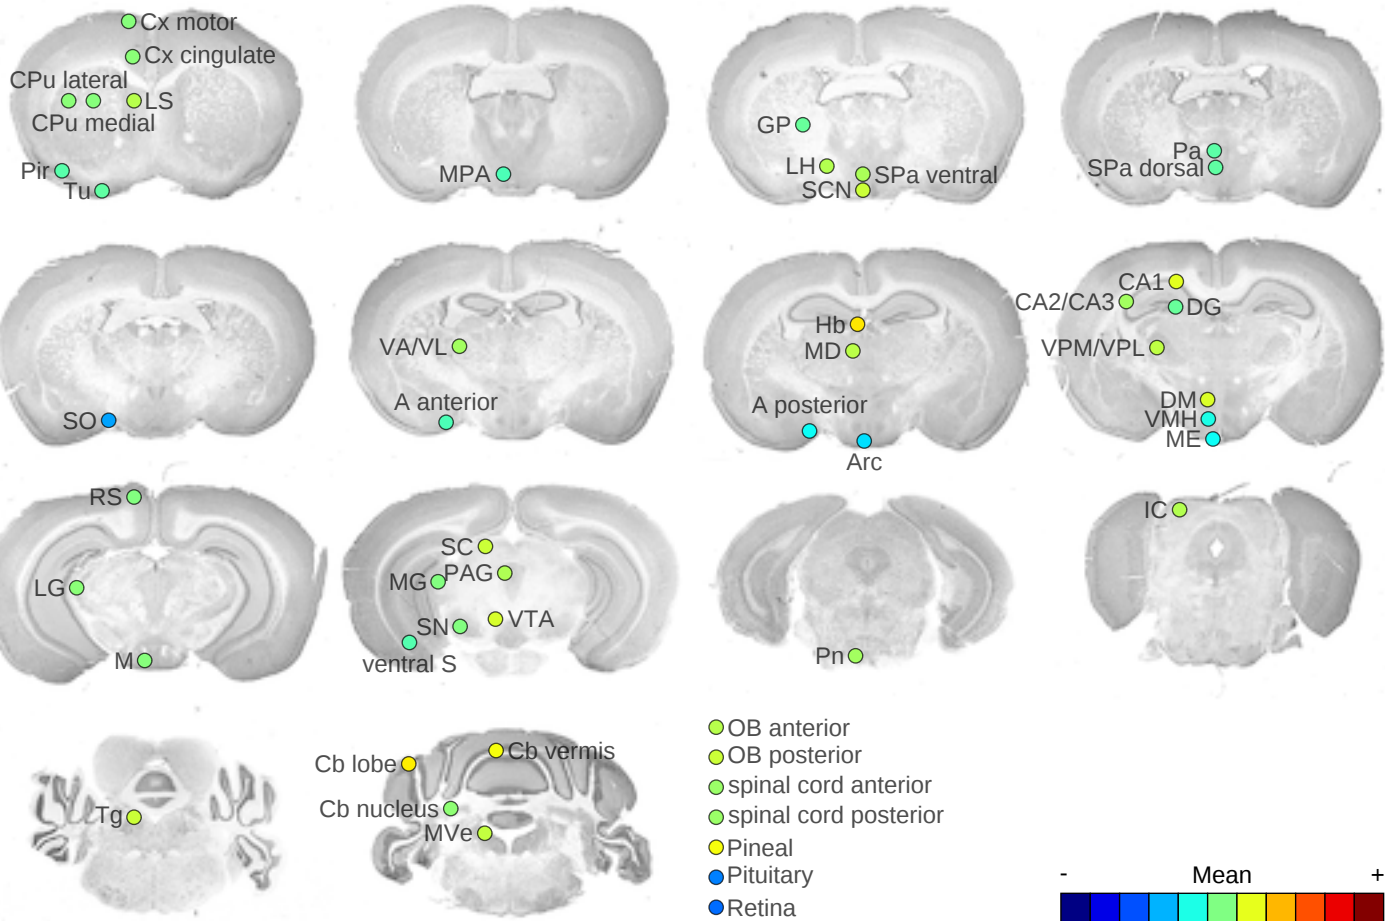 Cx motor
Cx cingulate
CPu lateral
LS
CPu medial
Pir
Tu
MPA
GP
LH
SPa ventral
SCN
Pa
SPa dorsal
SO
VA/VL
A anterior
Hb
MD
A posterior
Arc
CA1
CA2/CA3
DG
VPM/VPL
DM
VMH
ME
RS
LG
M
SC
PAG
MG
VTA
SN
ventral S
Pn
IC
Tg
Cb vermis
Cb lobe
Cb nucleus
MVe
OB anterior
OB posterior
spinal cord anterior
spinal cord posterior
Pineal
Pituitary
Retina
- Mean +